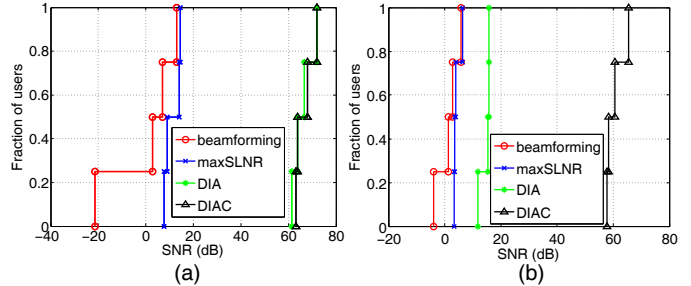 Fraction of users
1
0.8
0.6
0.4
0.2
0
-40
-20
0
20
40
60
80
SNR (dB)
beamforming
maxSLNR
DIA
DIAC
(a)
Fraction of users
1
0.8
0.6
0.4
0.2
0
-20
0
20
40
60
80
SNR (dB)
beamforming
maxSLNR
DIA
DIAC
(b)